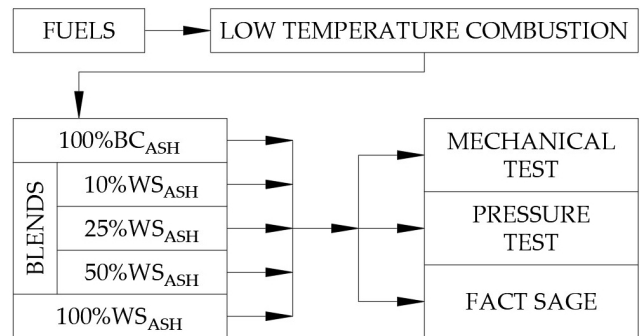 FUELS
LOW TEMPERATURE COMBUSTION
100%BC_ASH
BLENDS
10%WS_ASH
25%WS_ASH
50%WS_ASH
100%WS_ASH
MECHANICAL
TEST
PRESSURE
TEST
FACT SAGE